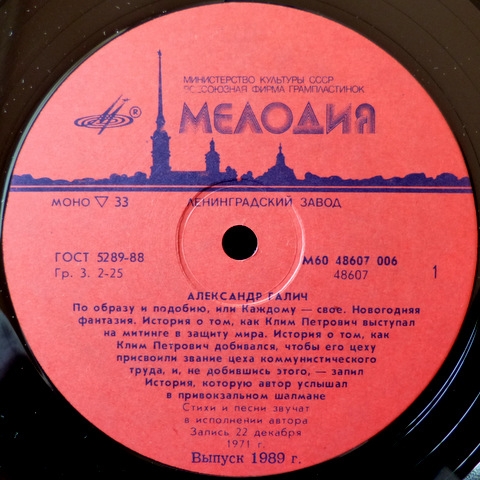 МИНИСТЕРСТВО КУЛЬТУРЫ СССР
ВСЕСОЮЗНАЯ ФИРМА ГРАМПЛАСТИНОК
® МЕЛОДИЯ
МОНО ▽ 33 ЛЕНИНГРАДСКИЙ ЗАВОД
ГОСТ 5289-88 М60 48607 006
Гр. 3. 2-25 48607 1
АЛЕКСАНДР ГАЛИЧ
По образу и подобию, или Каждому — свое. Новогодняя
фантазия. История о том, как Клим Петрович выступал
на митинге в защиту мира. История о том, как
Клим Петрович добивался, чтобы его цеху
присвоили звание цеха коммунистического
труда, и, не добившись этого, — запил
История, которую автор услышал
в привокзальном шалмане
Стихи и песни звучат
в исполнении автора
Запись 22 декабря
1971 г.
Выпуск 1989 г.